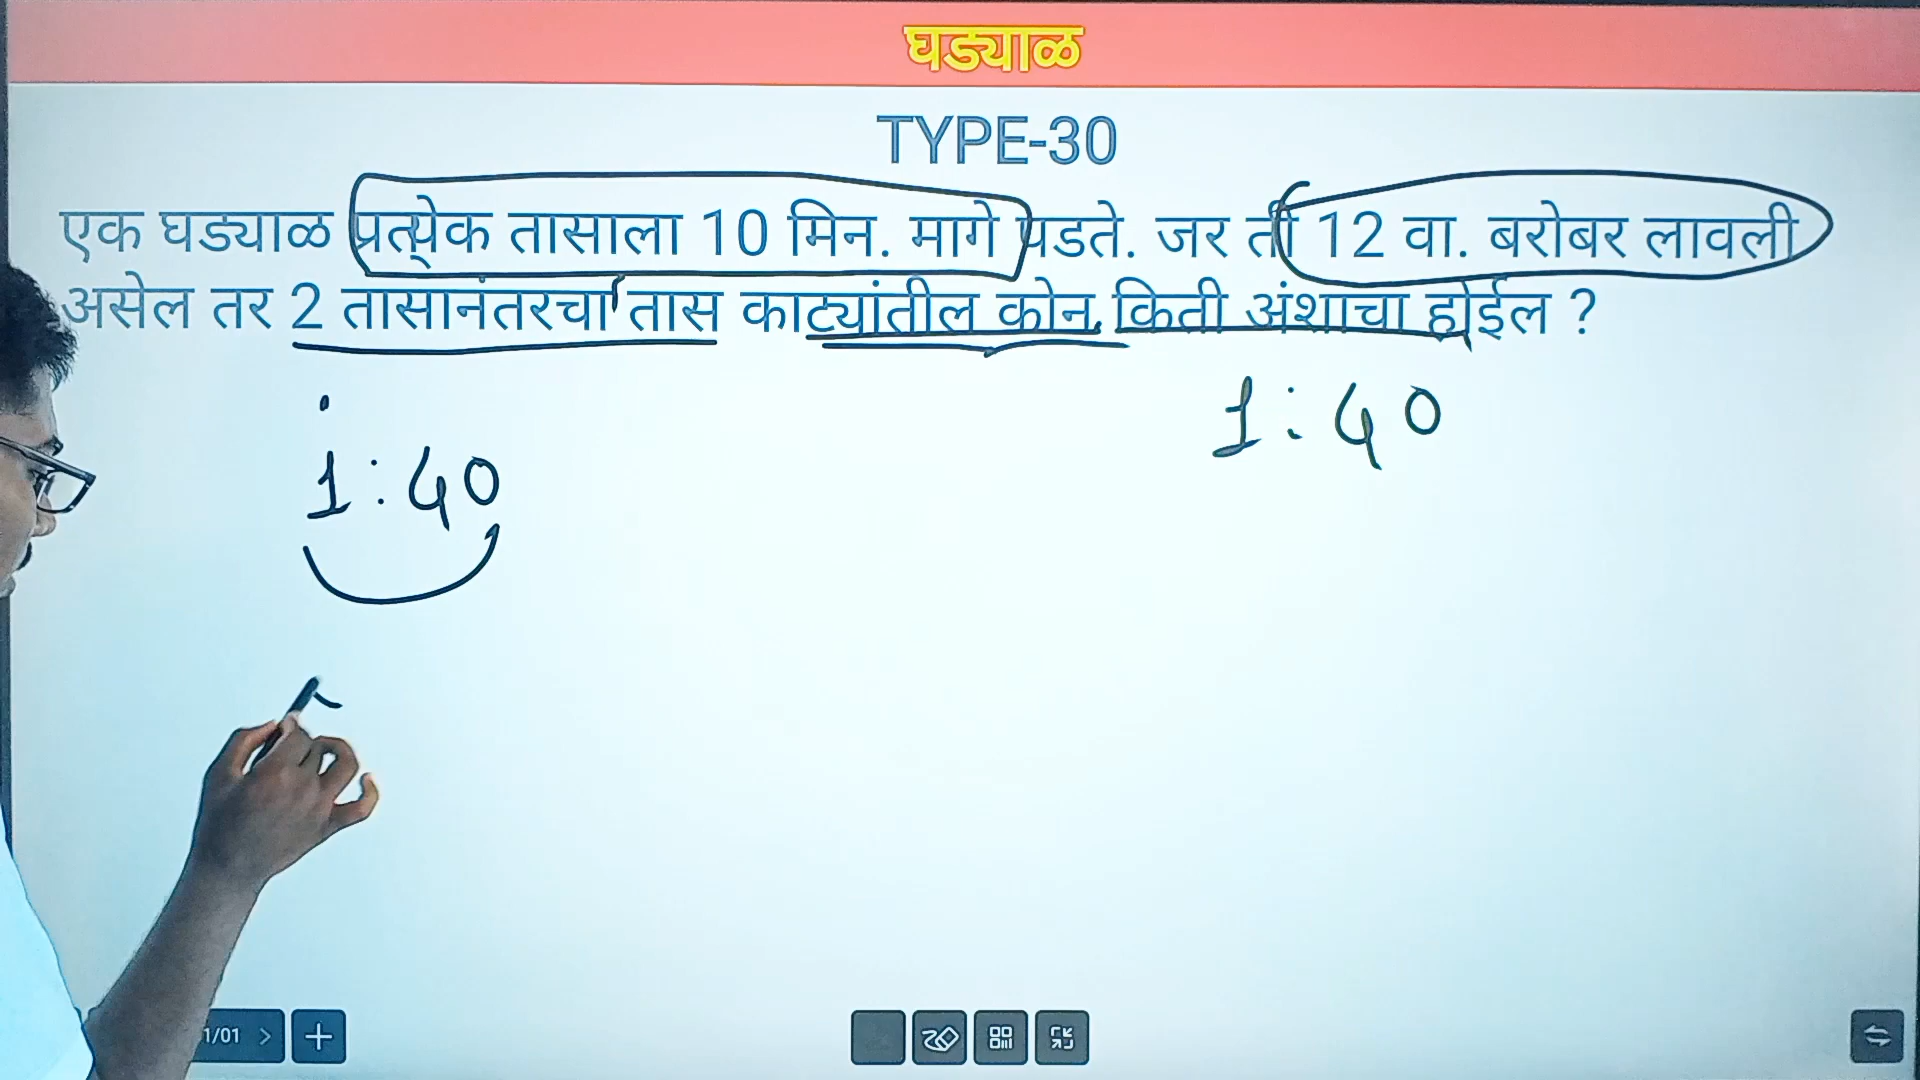 घड्याळ
TYPE-30
एक घड्याळ प्रत्येक तासाला 10 मिन. मागे पडते. जर ती 12 वा. बरोबर लावली
असेल तर 2 तासानंतरचा तास काट्यांतील कोन किती अंशाचा होईल ?
1:40
1:40
1/01 >